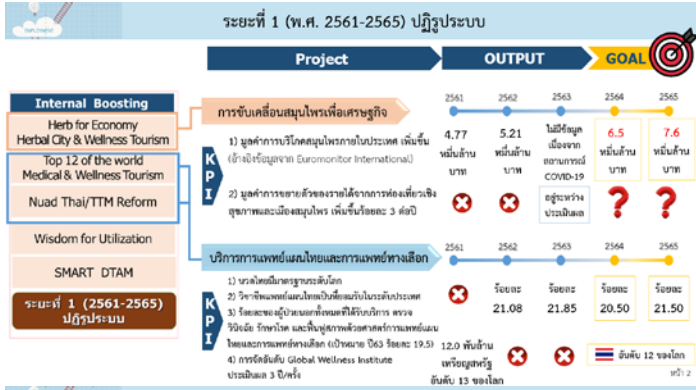 ระยะที่ 1 (พ.ศ. 2561-2565) ปฏิรูประบบ
Project
OUTPUT
GOAL
Internal Boosting
Herb for Economy
Herbal City & Wellness Tourism
Top 12 of the world
Medical & Wellness Tourism
Nuad Thai/TTM Reform
Wisdom for Utilization
SMART DTAM
ระยะที่ 1 (2561-2565)
ปฏิรูประบบ
การขับเคลื่อนสมุนไพรเพื่อเศรษฐกิจ
KPI
1) มูลค่าการบริโภคสมุนไพรภายในประเทศ เพิ่มขึ้น
(อ้างอิงข้อมูลจาก Euromonitor International)
2) มูลค่าการขยายตัวของรายได้จากการท่องเที่ยวเชิง
สุขภาพและเมืองสมุนไพร เพิ่มขึ้นร้อยละ 3 ต่อปี
2561 2562 2563 2564 2565
4.77
หมื่นล้าน
บาท
5.21
หมื่นล้าน
บาท
ไม่มีข้อมูล
เนื่องจาก
สถานการณ์
COVID-19
6.5
หมื่นล้าน
บาท
7.6
หมื่นล้าน
บาท
อยู่ระหว่าง
ประเมินผล
? ?
บริการการแพทย์แผนไทยและการแพทย์ทางเลือก
KPI
1) นวดไทยมีมาตรฐานระดับโลก
2) วิชาชีพแพทย์แผนไทยเป็นที่ยอมรับในระดับประเทศ
3) ร้อยละของผู้ป่วยนอกทั้งหมดที่ได้รับบริการ ตรวจ
วินิจฉัย รักษาโรค และฟื้นฟูสภาพด้วยศาสตร์การแพทย์แผน
ไทยและการแพทย์ทางเลือก (เป้าหมาย ปี63 ร้อยละ 19.5)
4) การจัดอันดับ Global Wellness Institute
ประเมินผล 3 ปี/ครั้ง
2561 2562 2563 2564 2565
ร้อยละ
21.08
ร้อยละ
21.85
ร้อยละ
20.50
ร้อยละ
21.50
12.0 พันล้าน
เหรียญสหรัฐ
อันดับ 13 ของโลก
อันดับ 12 ของโลก
หน้า 2